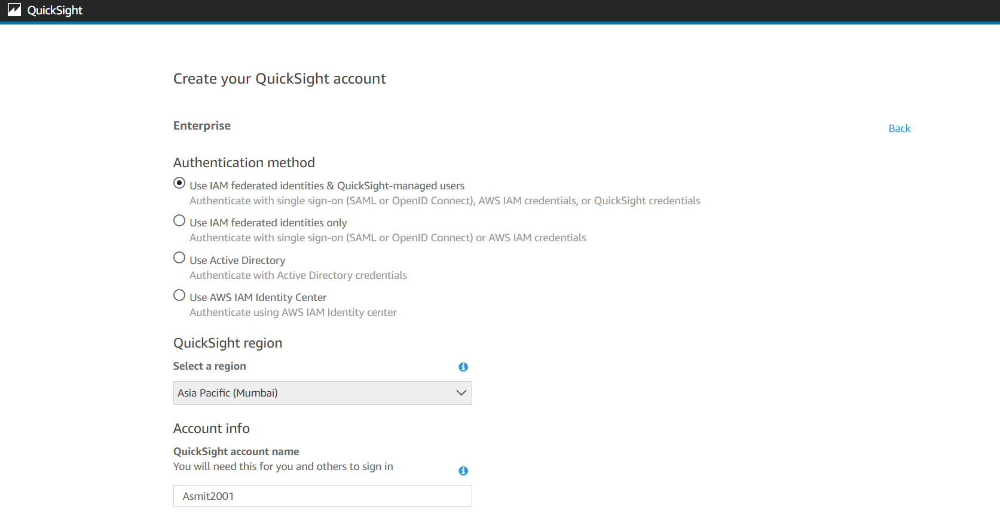 QuickSight
Create your QuickSight account
Enterprise
Back
Authentication method
Use IAM federated identities & QuickSight-managed users
Authenticate with single sign-on (SAML or OpenID Connect), AWS IAM credentials, or QuickSight credentials
Use IAM federated identities only
Authenticate with single sign-on (SAML or OpenID Connect) or AWS IAM credentials
Use Active Directory
Authenticate with Active Directory credentials
Use AWS IAM Identity Center
Authenticate using AWS IAM Identity center
QuickSight region
Select a region
Asia Pacific (Mumbai)
Account info
QuickSight account name
You will need this for you and others to sign in
Asmit2001